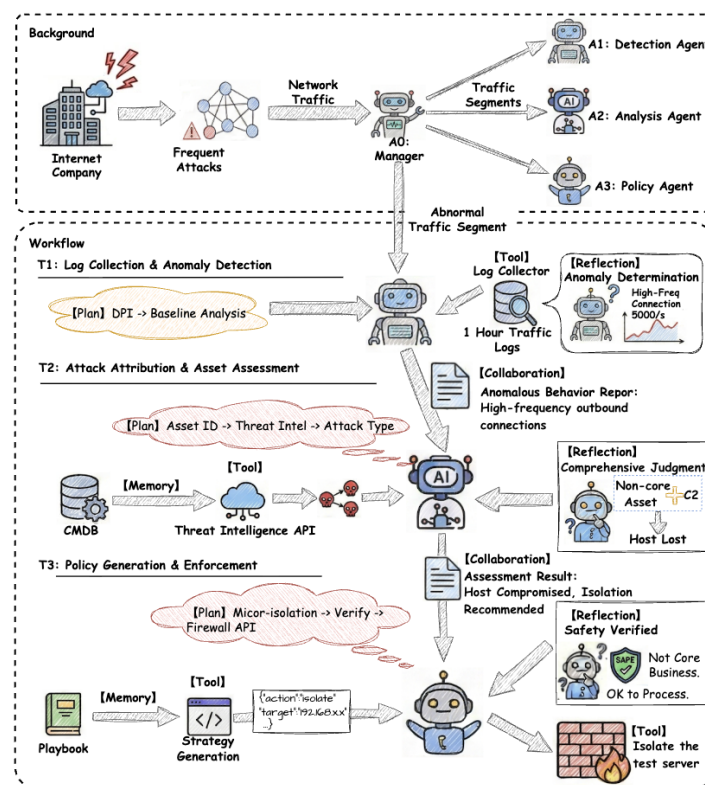 Background
Internet
Company
Frequent
Attacks
Network
Traffic
A0:
Manager
Traffic
Segments
A1: Detection Agent
AI
A2: Analysis Agent
A3: Policy Agent
Abnormal
Traffic Segment
Workflow
T1: Log Collection & Anomaly Detection
【Plan】 DPI -> Baseline Analysis
【Tool】
Log Collector
1 Hour Traffic
Logs
【Reflection】
Anomaly Determination
High-Freq
Connection
5000/s
T2: Attack Attribution & Asset Assessment
【Collaboration】
Anomalous Behavior Repor:
High-frequency outbound
connections
【Plan】 Asset ID -> Threat Intel -> Attack Type
CMDB
【Memory】
【Tool】
Threat Intelligence API
AI
【Reflection】
Comprehensive Judgment
Non-core
Asset
C2
Host Lost
T3: Policy Generation & Enforcement
【Collaboration】
Assessment Result:
Host Compromised, Isolation
Recommended
【Plan】 Micor-isolation -> Verify ->
Firewall API
【Reflection】
Safety Verified
SAPE
Not Core
Business.
OK to Process.
Playbook
【Memory】
【Tool】
</>
Strategy
Generation
{"action":"isolate"
"target":"192.168.x.x"
...}
【Tool】
Isolate the
test server